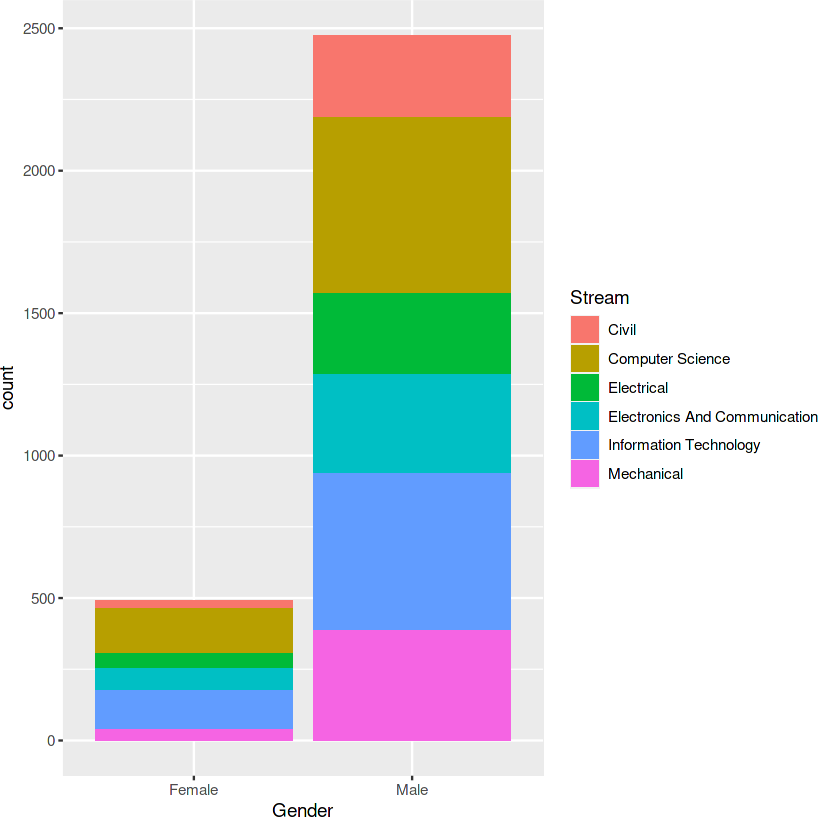 2500
2000
1500
1000
500
0
count
Female
Male
Gender
Stream
Civil
Computer Science
Electrical
Electronics And Communication
Information Technology
Mechanical